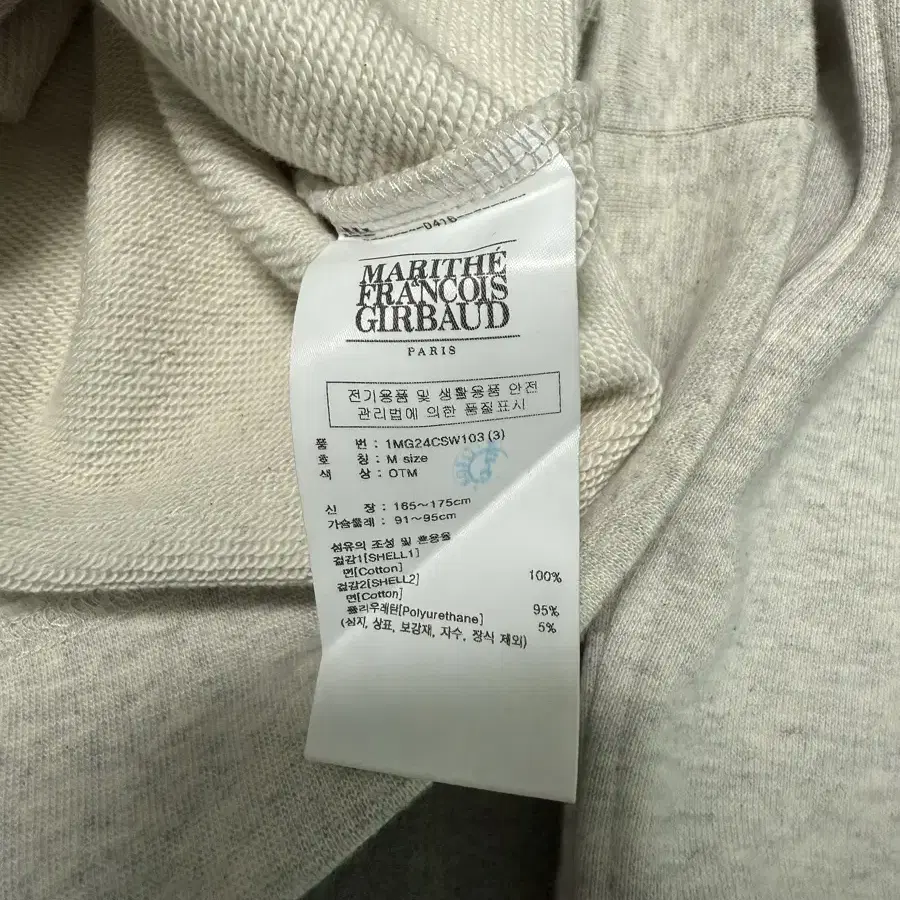 D416
MARITHÉ
& FRANCOIS
GIRBAUD
PARIS
전기용품 및 생활용품 안전
관리법에 의한 품질표시
품 번 : 1MG24CSW103 (3)
호 칭 : M size
색 상 : OTM
신 장 : 165~175cm
가슴둘레 : 91~95cm
섬유의 조성 및 혼용율
겉감1[SHELL1]
면[Cotton] 100%
겉감2[SHELL2]
면[Cotton] 95%
폴리우레탄[Polyurethane] 5%
(심지, 상표, 보강재, 자수, 장식 제외)